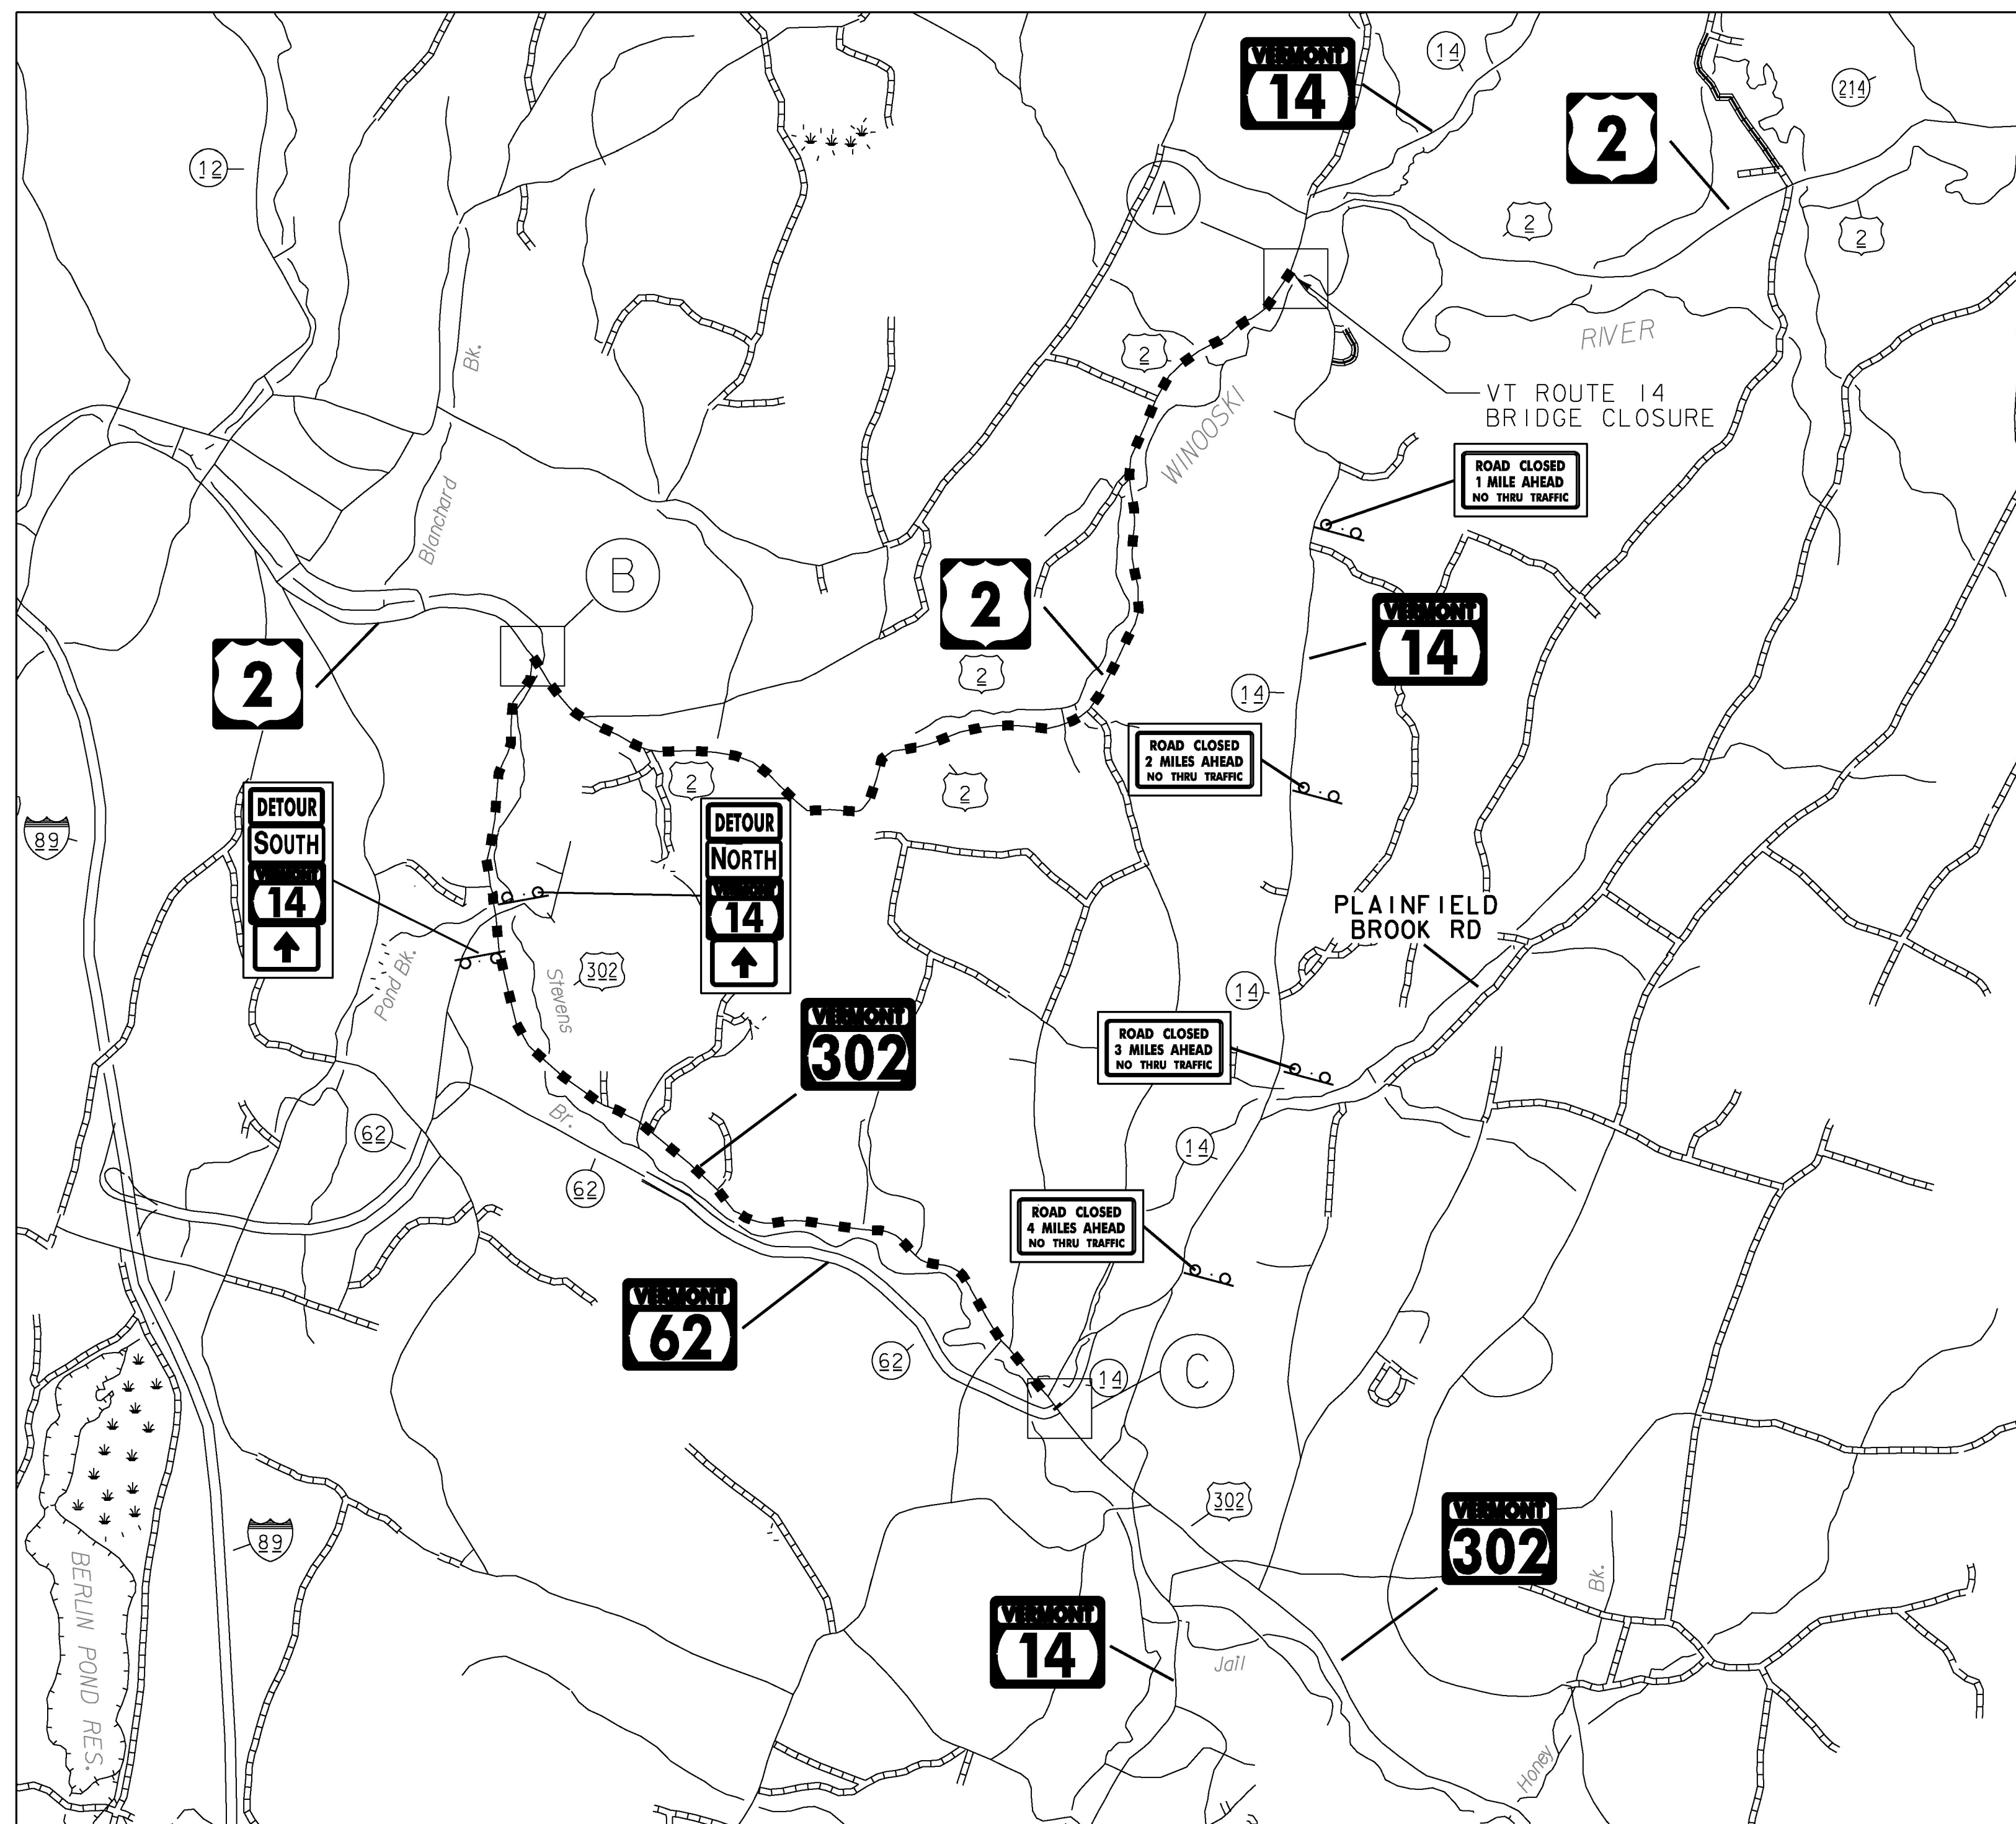 VERMONT
14
14
2
214
12
A
2
2
2
RIVER
Bk.
VT ROUTE 14
BRIDGE CLOSURE
WINOOSKI
ROAD CLOSED
1 MILE AHEAD
NO THRU TRAFFIC
Blanchard
B
2
VERMONT
14
2
2
14
ROAD CLOSED
2 MILES AHEAD
NO THRU TRAFFIC
2
2
89
DETOUR
SOUTH
VERMONT
14
DETOUR
NORTH
VERMONT
14
PLAINFIELD
BROOK RD
302
Stevens
Pond Bk.
14
VERMONT
302
ROAD CLOSED
3 MILES AHEAD
NO THRU TRAFFIC
Br.
62
14
62
ROAD CLOSED
4 MILES AHEAD
NO THRU TRAFFIC
VERMONT
62
62
14
C
302
89
VERMONT
302
BERLIN POND RES.
Bk.
VERMONT
14
Jail
Honey